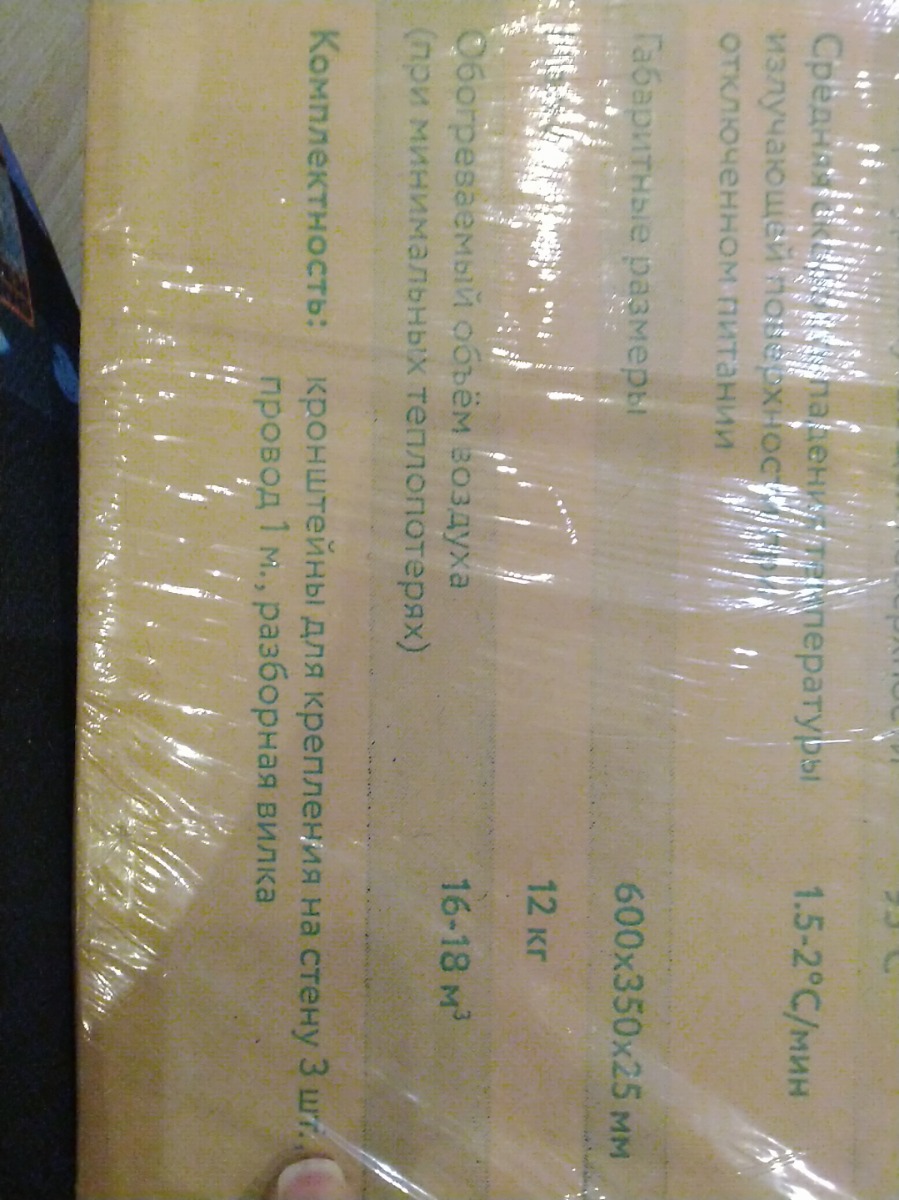 поверхности 95°C
Средняя скорость падения температуры 1.5-2°C/мин
излучающей поверхности при
отключенном питании
Габаритные размеры 600х350х25 мм
12 кг
Обогреваемый объём воздуха 16-18 м³
(при минимальных теплопотерях)
Комплектность: кронштейны для крепления на стену 3 шт.,
провод 1 м., разборная вилка